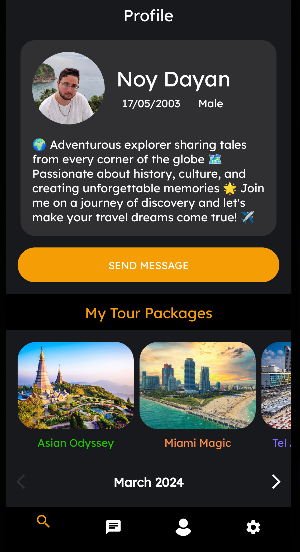 Profile
Noy Dayan
17/05/2003 Male
🌍 Adventurous explorer sharing tales
from every corner of the globe 🗺️
Passionate about history, culture, and
creating unforgettable memories 🌟 Join
me on a journey of discovery and let's
make your travel dreams come true! ✈️
SEND MESSAGE
My Tour Packages
Asian Odyssey Miami Magic Tel
March 2024